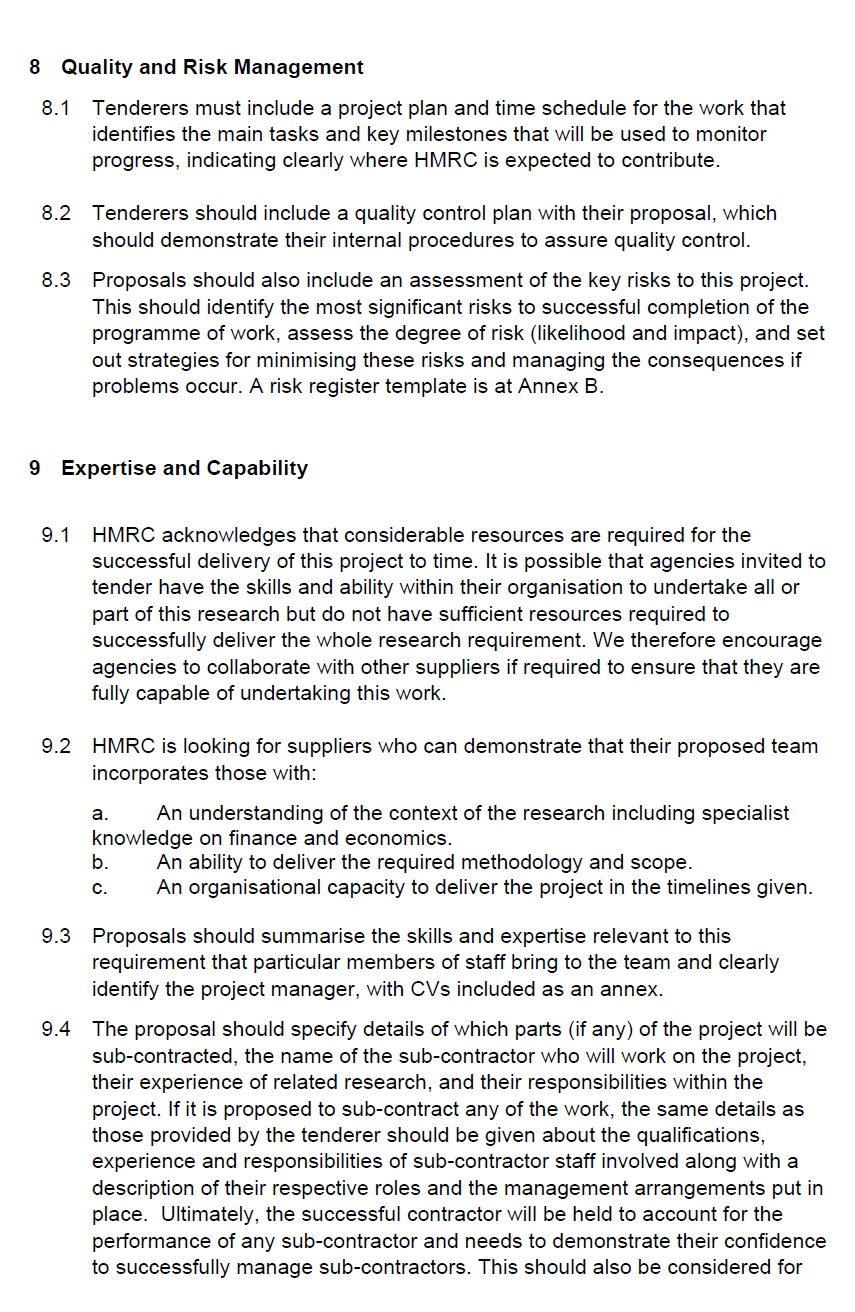 8 Quality and Risk Management
8.1 Tenderers must include a project plan and time schedule for the work that
identifies the main tasks and key milestones that will be used to monitor
progress, indicating clearly where HMRC is expected to contribute.
8.2 Tenderers should include a quality control plan with their proposal, which
should demonstrate their internal procedures to assure quality control.
8.3 Proposals should also include an assessment of the key risks to this project.
This should identify the most significant risks to successful completion of the
programme of work, assess the degree of risk (likelihood and impact), and set
out strategies for minimising these risks and managing the consequences if
problems occur. A risk register template is at Annex B.
9 Expertise and Capability
9.1 HMRC acknowledges that considerable resources are required for the
successful delivery of this project to time. It is possible that agencies invited to
tender have the skills and ability within their organisation to undertake all or
part of this research but do not have sufficient resources required to
successfully deliver the whole research requirement. We therefore encourage
agencies to collaborate with other suppliers if required to ensure that they are
fully capable of undertaking this work.
9.2 HMRC is looking for suppliers who can demonstrate that their proposed team
incorporates those with:
a. An understanding of the context of the research including specialist
knowledge on finance and economics.
b. An ability to deliver the required methodology and scope.
c. An organisational capacity to deliver the project in the timelines given.
9.3 Proposals should summarise the skills and expertise relevant to this
requirement that particular members of staff bring to the team and clearly
identify the project manager, with CVs included as an annex.
9.4 The proposal should specify details of which parts (if any) of the project will be
sub-contracted, the name of the sub-contractor who will work on the project,
their experience of related research, and their responsibilities within the
project. If it is proposed to sub-contract any of the work, the same details as
those provided by the tenderer should be given about the qualifications,
experience and responsibilities of sub-contractor staff involved along with a
description of their respective roles and the management arrangements put in
place. Ultimately, the successful contractor will be held to account for the
performance of any sub-contractor and needs to demonstrate their confidence
to successfully manage sub-contractors. This should also be considered for